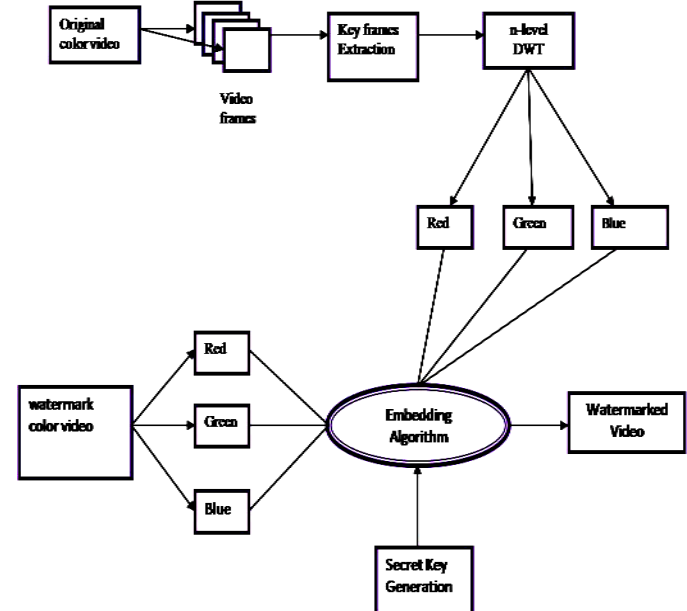 Original
color video
Key frames
Extraction
n-level
DWT
Video
frames
Red
Green
Blue
Red
watermark
color video
Green
Embedding
Algorithm
Watermarked
Video
Blue
Secret Key
Generation